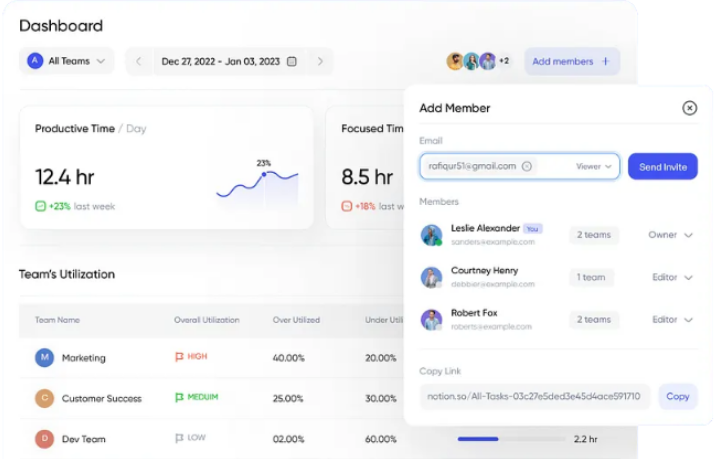 Dashboard
A All Teams
Dec 27, 2022 - Jan 03, 2023
+2
Add members +
Productive Time / Day
12.4 hr
+23% last week
23%
Focused Tim
8.5 hr
+18% last w
Team's Utilization
Team Name Overall Utilization Over Utilized Under Utili
M Marketing HIGH 40.00% 20.00%
C Customer Success MEDUIM 25.00% 30.00%
D Dev Team LOW 02.00% 60.00% 2.2 hr
Add Member
Email
rafiqur51@gmail.com Viewer
Send Invite
Members
Leslie Alexander You
sanders@example.com
2 teams Owner
Courtney Henry
debbier@example.com
1 team Editor
Robert Fox
roberts@example.com
2 teams Editor
Copy Link
notion.so/All-Tasks-03c27e5ded3e45d4ace591710
Copy